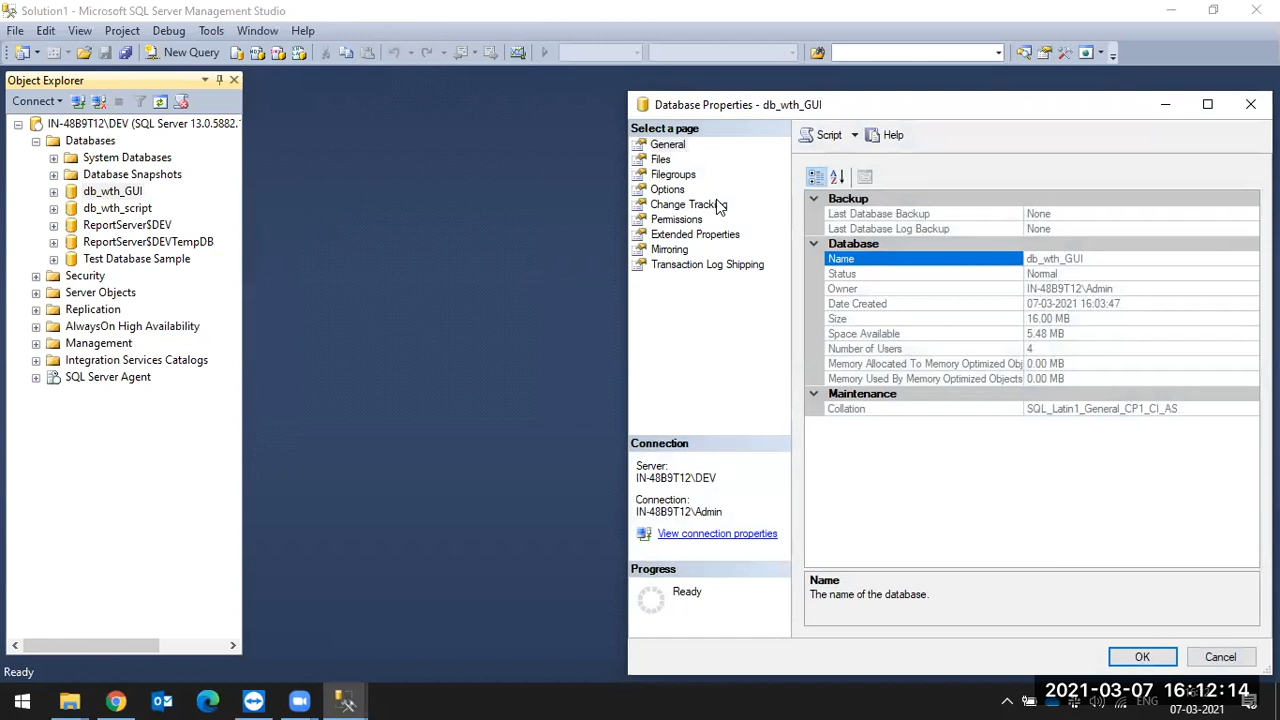 Solution1 - Microsoft SQL Server Management Studio
File Edit View Project Debug Tools Window Help
New Query
Object Explorer
Connect
IN-48B9T12\DEV (SQL Server 13.0.5882.
Databases
System Databases
Database Snapshots
db_wth_GUI
db_wth_script
ReportServer$DEV
ReportServer$DEVTempDB
Test Database Sample
Security
Server Objects
Replication
AlwaysOn High Availability
Management
Integration Services Catalogs
SQL Server Agent
Database Properties - db_wth_GUI
Select a page
General
Files
Filegroups
Options
Change Tracking
Permissions
Extended Properties
Mirroring
Transaction Log Shipping
Connection
Server:
IN-48B9T12\DEV
Connection:
IN-48B9T12\Admin
View connection properties
Progress
Ready
Script Help
Backup
Last Database Backup None
Last Database Log Backup None
Database
Name db_wth_GUI
Status Normal
Owner IN-48B9T12\Admin
Date Created 07-03-2021 16:03:47
Size 16.00 MB
Space Available 5.48 MB
Number of Users 4
Memory Allocated To Memory Optimized Obj 0.00 MB
Memory Used By Memory Optimized Objects 0.00 MB
Maintenance
Collation SQL_Latin1_General_CP1_CI_AS
Name
The name of the database.
OK Cancel
Ready
2021-03-07 16:12:14
ENG
07-03-2021